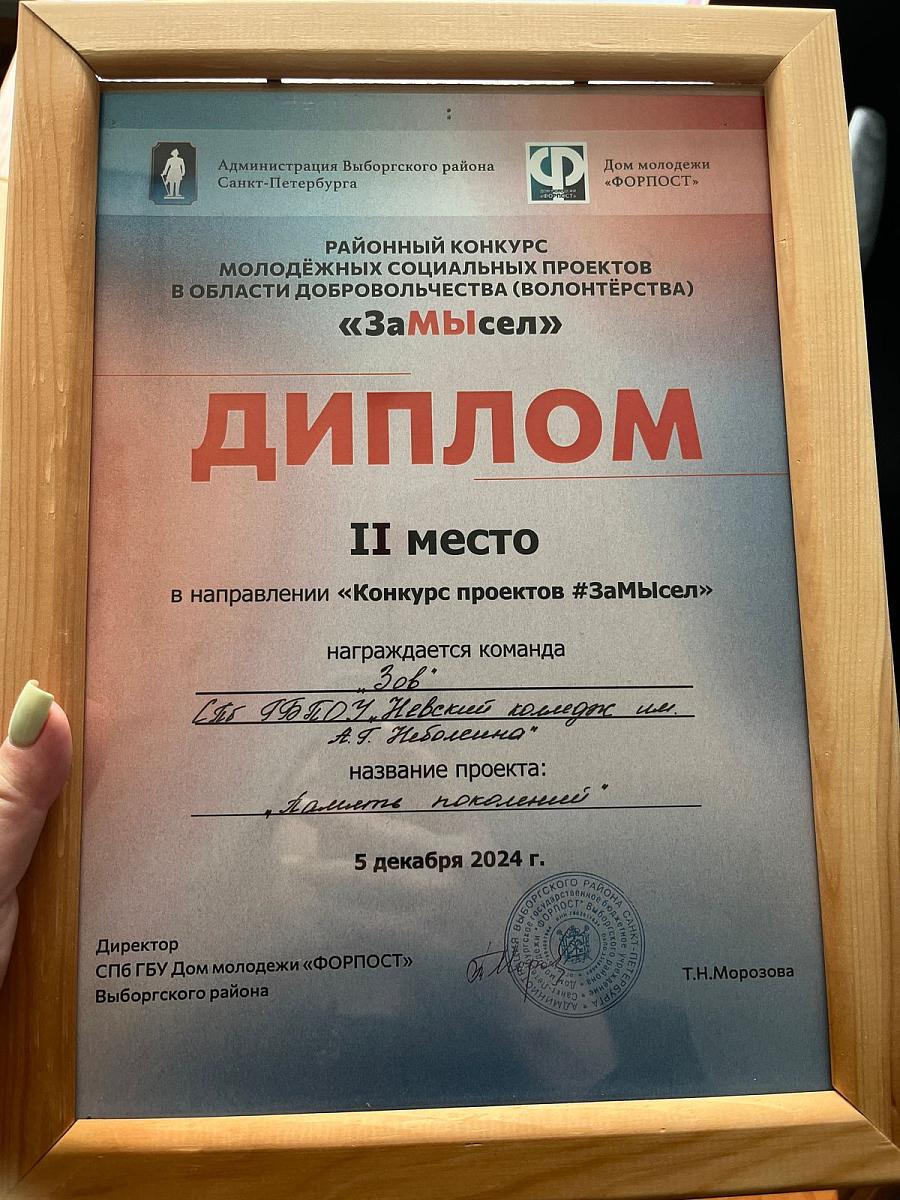 Администрация Выборгского района
Санкт-Петербурга
Дом молодежи
«ФОРПОСТ»
РАЙОННЫЙ КОНКУРС
МОЛОДЁЖНЫХ СОЦИАЛЬНЫХ ПРОЕКТОВ
В ОБЛАСТИ ДОБРОВОЛЬЧЕСТВА (ВОЛОНТЁРСТВА)
«ЗаМЫсел»
ДИПЛОМ
II место
в направлении «Конкурс проектов #ЗаМЫсел»
награждается команда
„Зов"
СПб ГБПОУ „Невский колледж им.
А.Г. Неболсина"
название проекта:
„Память поколений"
5 декабря 2024 г.
Директор
СПб ГБУ Дом молодежи «ФОРПОСТ»
Выборгского района
Т.Н.Морозова